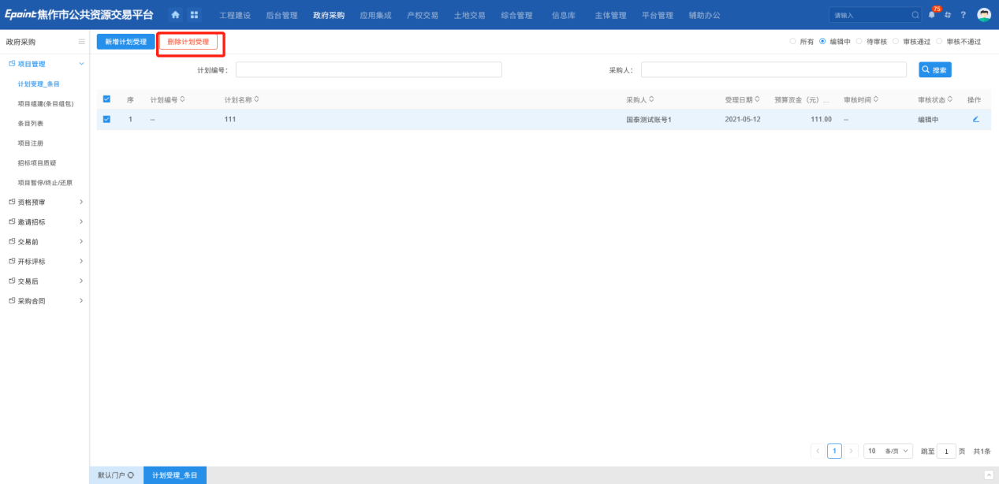 Epoint焦作市公共资源交易平台 工程建设 后台管理 政府采购 应用集成 产权交易 土地交易 综合管理 信息库 主体管理 平台管理 辅助办公 请输入 75 ?
政府采购
新增计划受理 删除计划受理 所有 编辑中 待审核 审核通过 审核不通过
项目管理
计划受理_条目
项目组建(条目组包)
条目列表
项目注册
招标项目质疑
项目暂停/终止/还原
资格预审
邀请招标
交易前
开标评标
交易后
采购合同
计划编号： 采购人： 搜索
序 计划编号 计划名称 采购人 受理日期 预算资金（元）... 审核时间 审核状态 操作
1 -- 111 国泰测试账号1 2021-05-12 111.00 -- 编辑中
1 10 条/页 跳至 1 页 共1条
默认门户 计划受理_条目